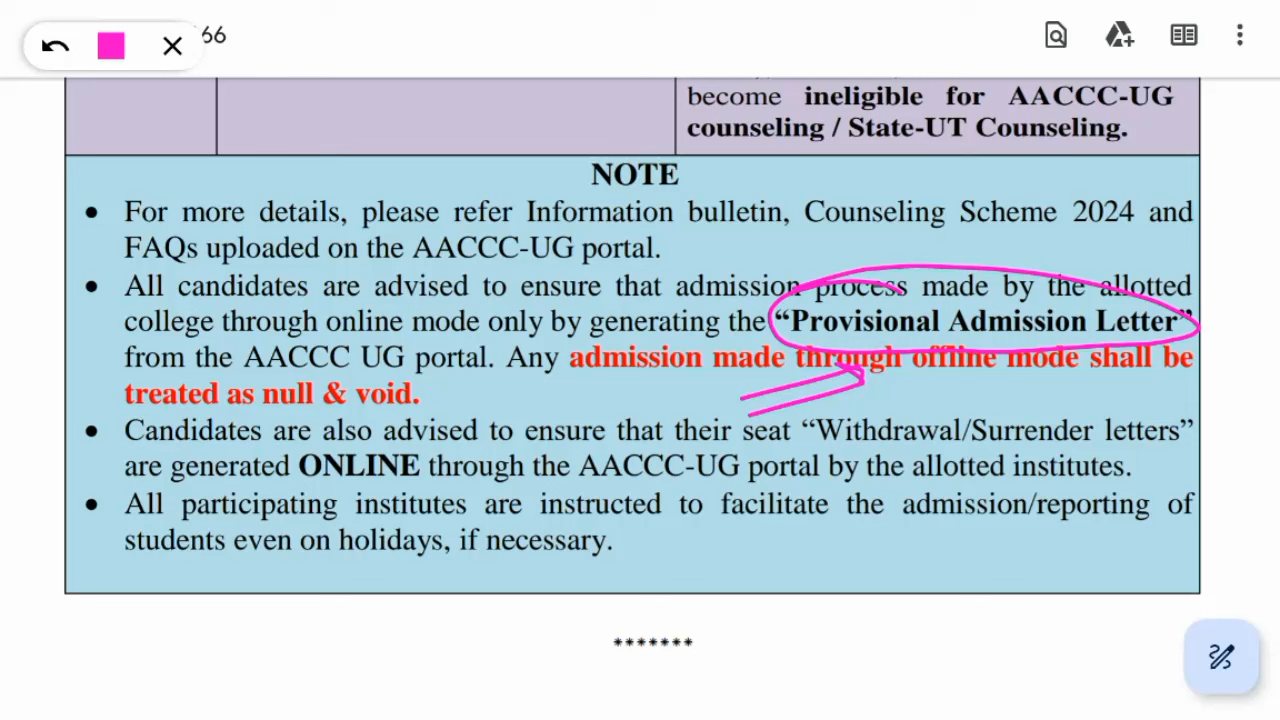 66
become ineligible for AACCC-UG
counseling / State-UT Counseling.
NOTE
• For more details, please refer Information bulletin, Counseling Scheme 2024 and
FAQs uploaded on the AACCC-UG portal.
• All candidates are advised to ensure that admission process made by the allotted
college through online mode only by generating the “Provisional Admission Letter”
from the AACCC UG portal. Any admission made through offline mode shall be
treated as null & void.
• Candidates are also advised to ensure that their seat “Withdrawal/Surrender letters”
are generated ONLINE through the AACCC-UG portal by the allotted institutes.
• All participating institutes are instructed to facilitate the admission/reporting of
students even on holidays, if necessary.
*******